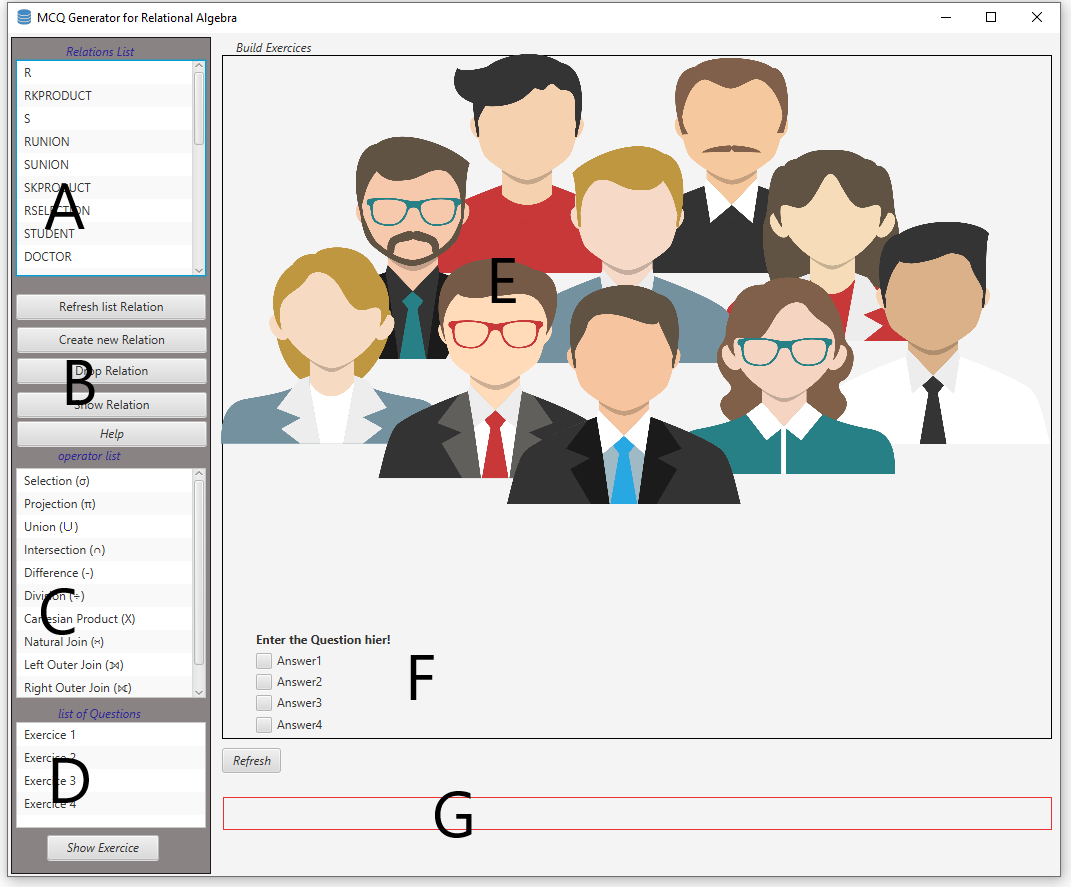 MCQ Generator for Relational Algebra
Relations List
R
RKPRODUCT
S
RUNION
SUNION
SKPRODUCT
RSELECTION
STUDENT
DOCTOR
A
Refresh list Relation
Create new Relation
Drop Relation
Show Relation
Help
B
operator list
Selection (σ)
Projection (π)
Union (∪)
Intersection (∩)
Difference (-)
Division (÷)
Cartesian Product (X)
Natural Join (⋈)
Left Outer Join (⋊)
Right Outer Join (⋉)
C
list of Questions
Exercice 1
Exercice 2
Exercice 3
Exercice 4
D
Show Exercice
Build Exercices
E
Enter the Question hier!
Answer1
Answer2
Answer3
Answer4
F
Refresh
G